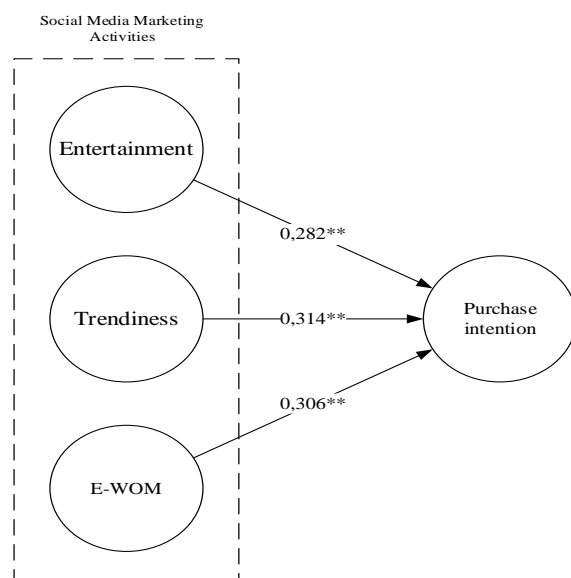 Social Media Marketing
Activities
Entertainment
0,282**
Trendiness
0,314**
Purchase
intention
0,306**
E-WOM